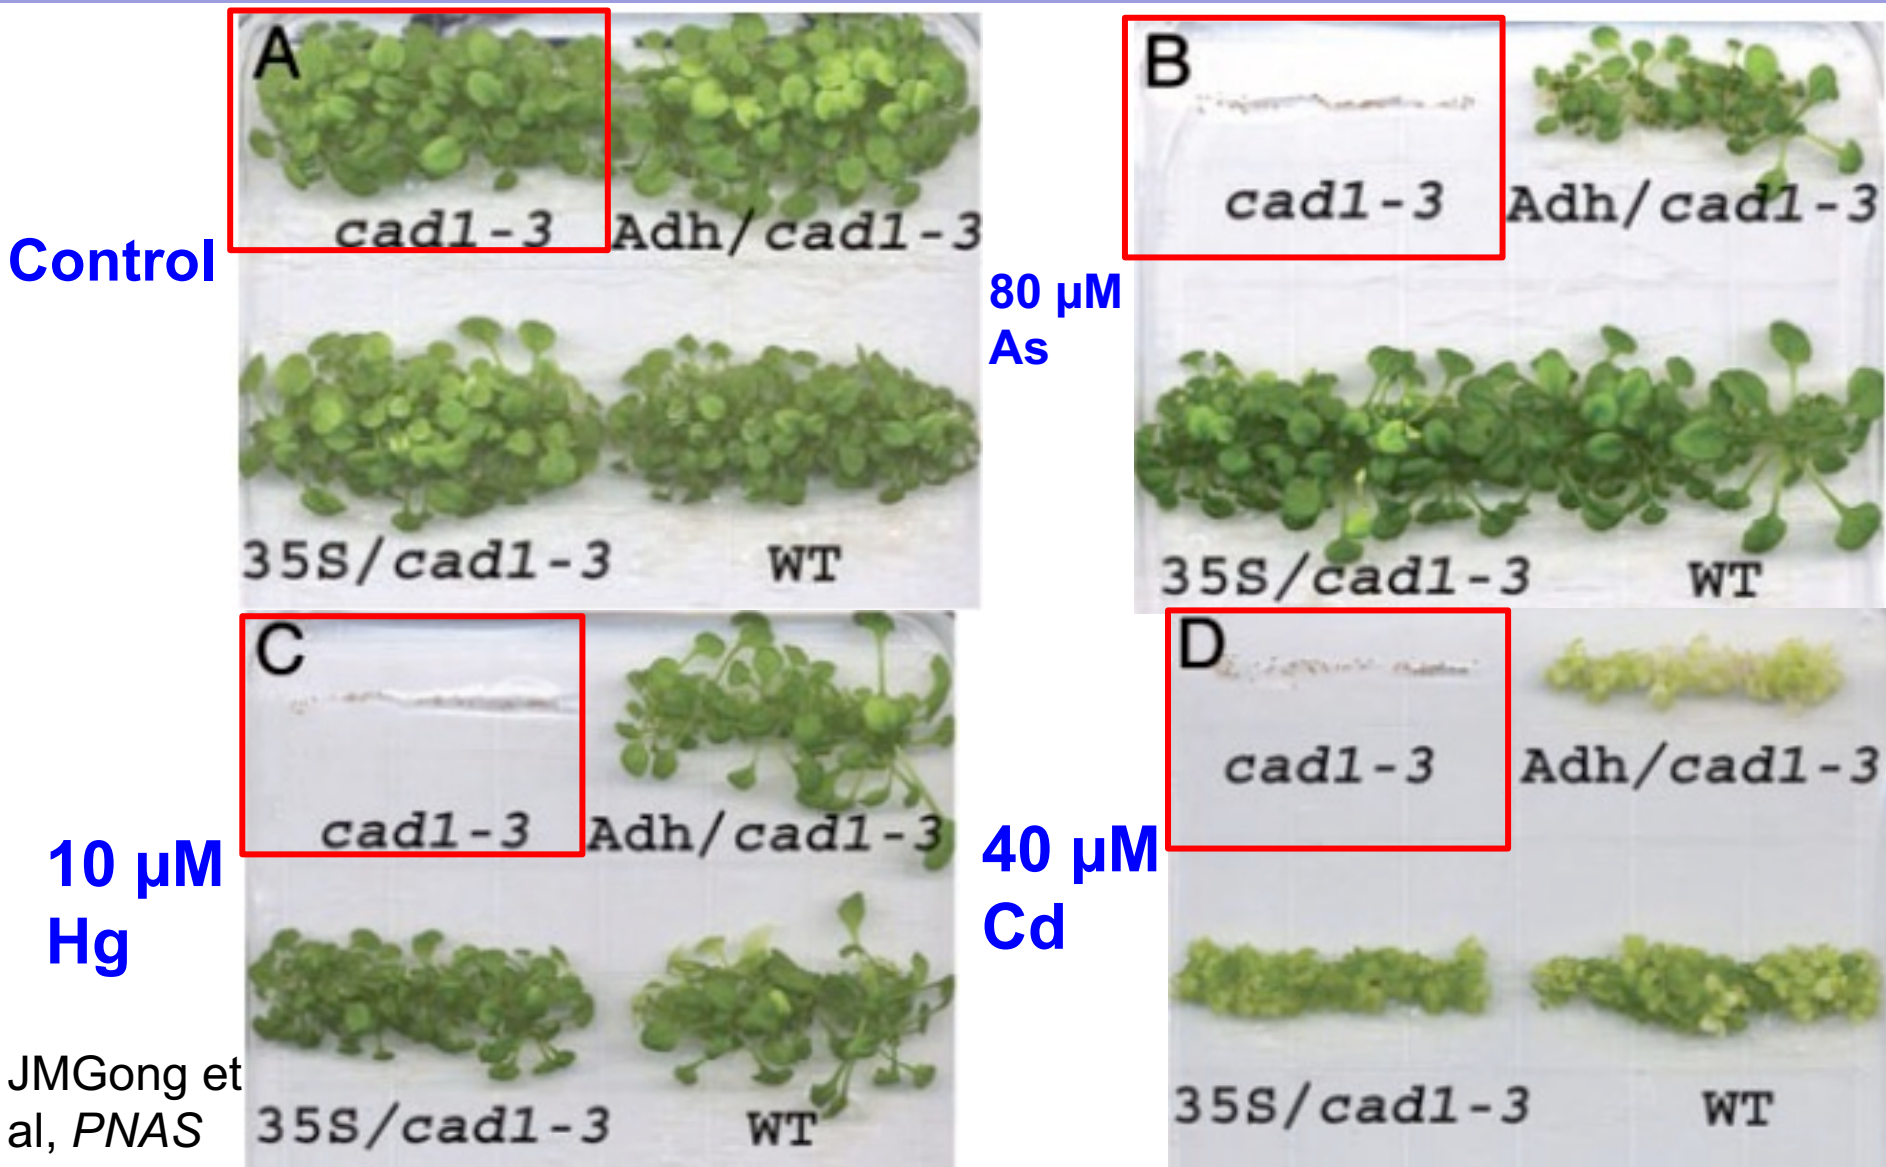 A
cad1-3
Adh/cad1-3
Control
35S/cad1-3
WT
B
cad1-3
Adh/cad1-3
80 µM
As
35S/cad1-3
WT
C
cad1-3
Adh/cad1-3
10 µM
Hg
35S/cad1-3
WT
JMGong et
al, PNAS
D
cad1-3
Adh/cad1-3
40 µM
Cd
35S/cad1-3
WT